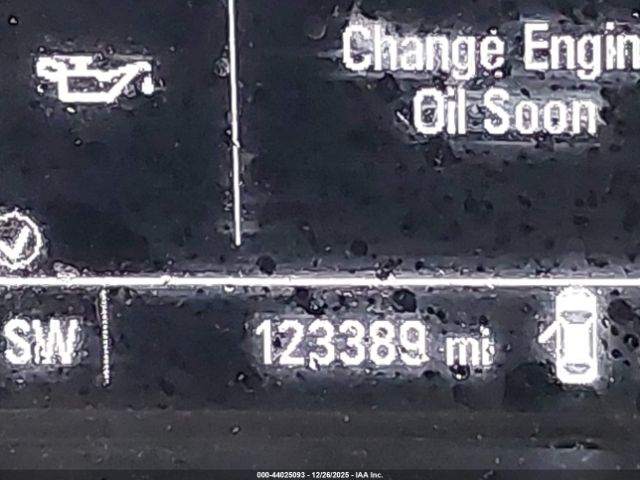 Change Engin
Oil Soon
SW
123389 mi
000-44025093 - 12/26/2025 - IAA Inc.